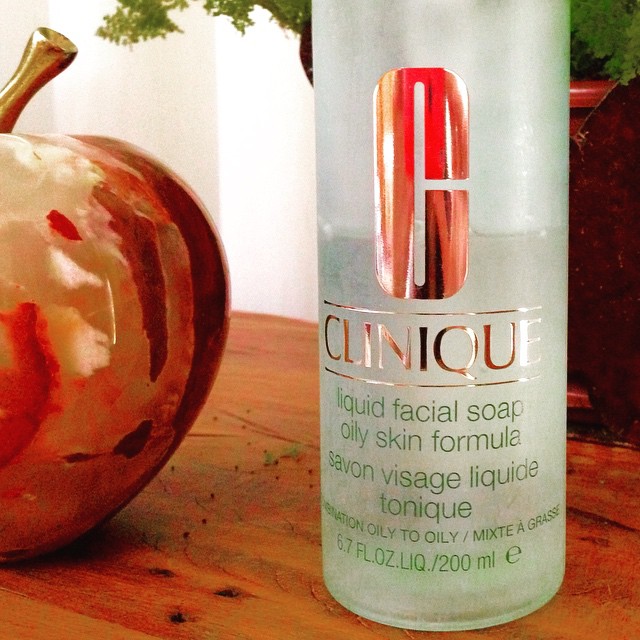 CLINIQUE
liquid facial soap
oily skin formula
savon visage liquide
tonique
OILY TO OILY / MIXTE À GRASSE
6.7 FL.OZ.LIQ./200 ml ℮